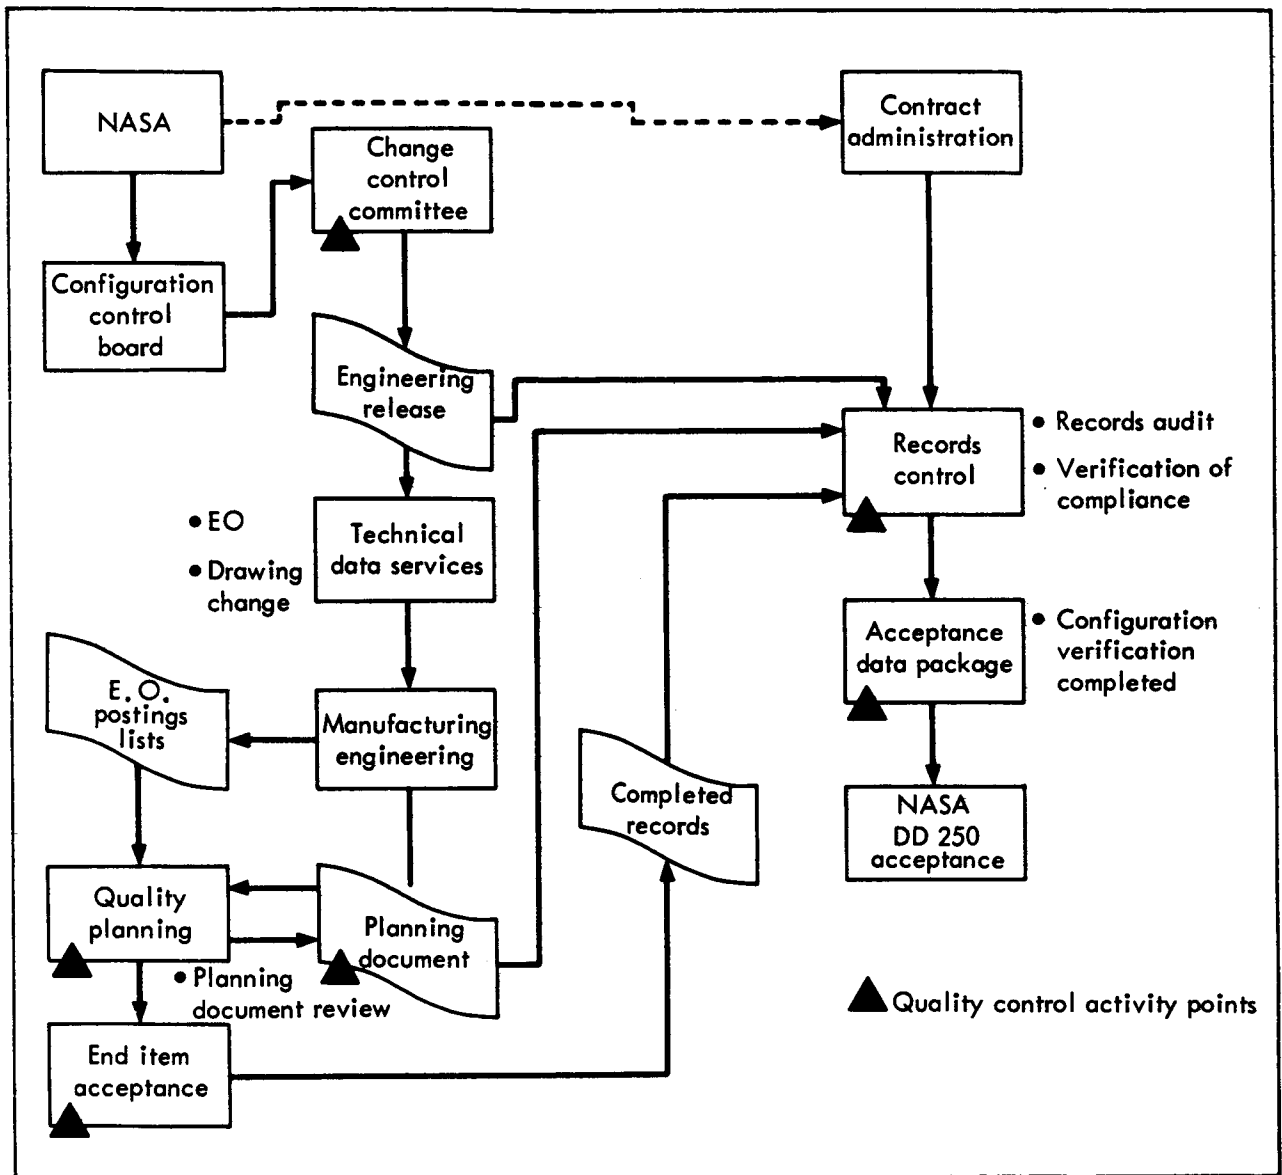 NASA
Contract
administration
Change
control
committee
Configuration
control
board
Engineering
release
Records
control
• Records audit
• Verification of
compliance
• EO
• Drawing
change
Technical
data services
Acceptance
data package
• Configuration
verification
completed
E. O.
postings
lists
Manufacturing
engineering
Completed
records
NASA
DD 250
acceptance
Quality
planning
Planning
document
• Planning
document review
Quality control activity points
End item
acceptance